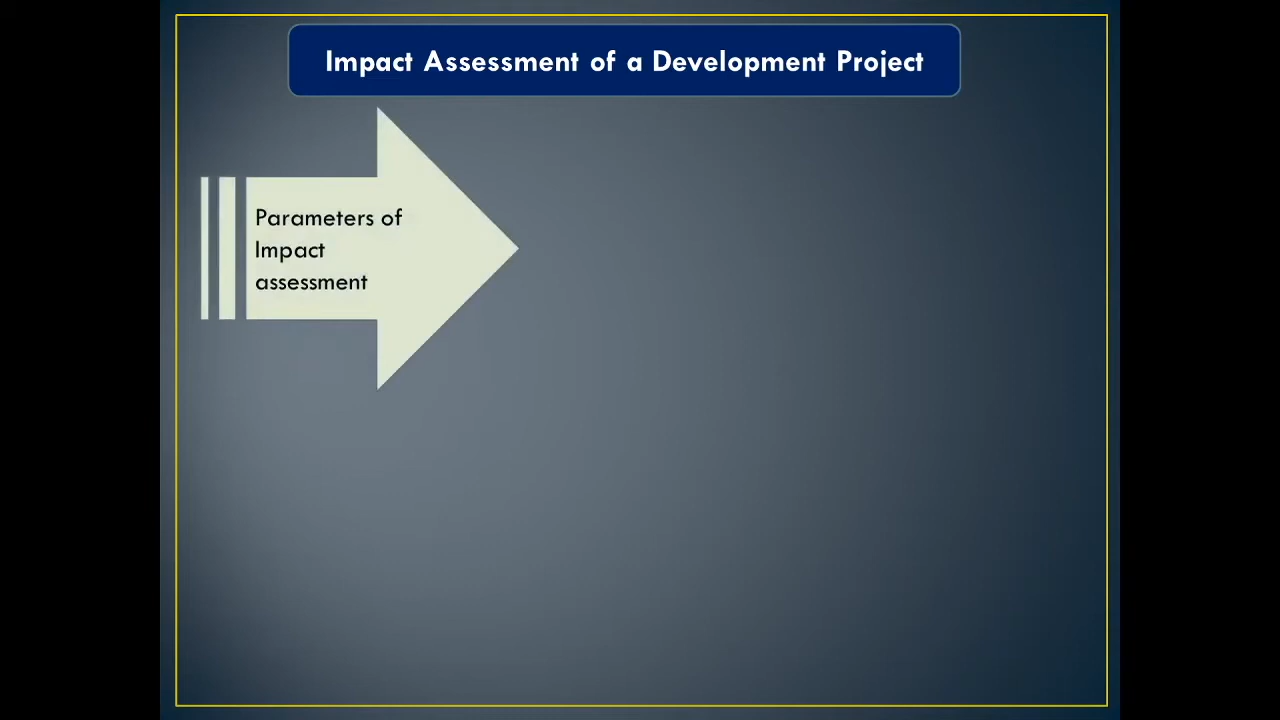 Impact Assessment of a Development Project
Parameters of
Impact
assessment